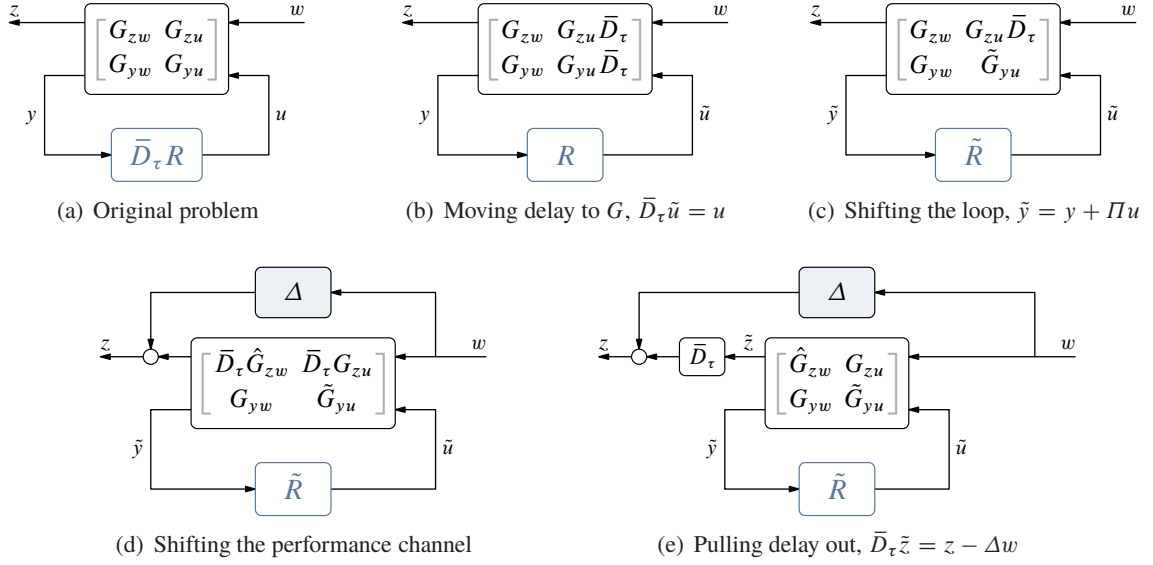 z w
G_zw G_zu
G_yw G_yu
y u
D̄_τ R
(a) Original problem
z w
G_zw G_zu D̄_τ
G_yw G_yu D̄_τ
y ũ
R
(b) Moving delay to G, D̄_τ ũ = u
z w
G_zw G_zu D̄_τ
G_yw G̃_yu
ỹ ũ
R̃
(c) Shifting the loop, ỹ = y + Πu
Δ
z w
D̄_τ Ĝ_zw D̄_τ G_zu
G_yw G̃_yu
ỹ ũ
R̃
(d) Shifting the performance channel
Δ
z D̄_τ z̃ w
Ĝ_zw G_zu
G_yw G̃_yu
ỹ ũ
R̃
(e) Pulling delay out, D̄_τ z̃ = z − Δw